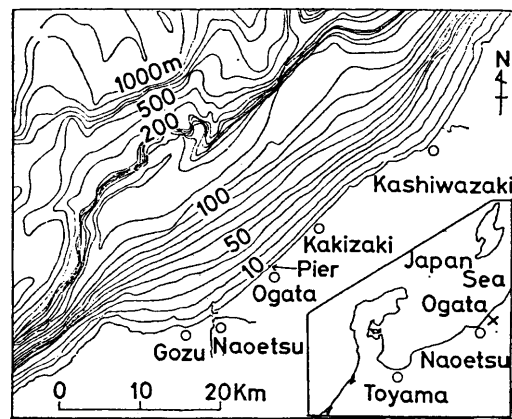 1000m
500
200
N
100
50
10
Kashiwazaki
Kakizaki
Pier
Ogata
Gozu
Naoetsu
0 10 20Km
Japan
Sea
Ogata
Naoetsu
Toyama